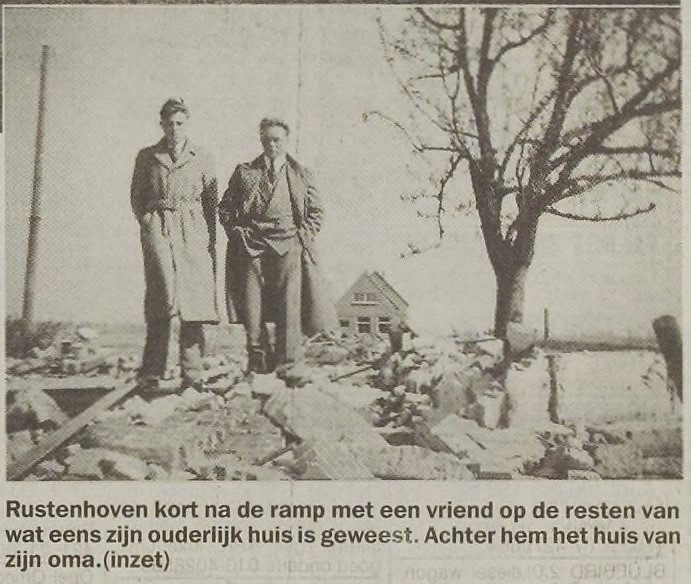 Rustenhoven kort na de ramp met een vriend op de resten van
wat eens zijn ouderlijk huis is geweest. Achter hem het huis van
zijn oma.(inzet)